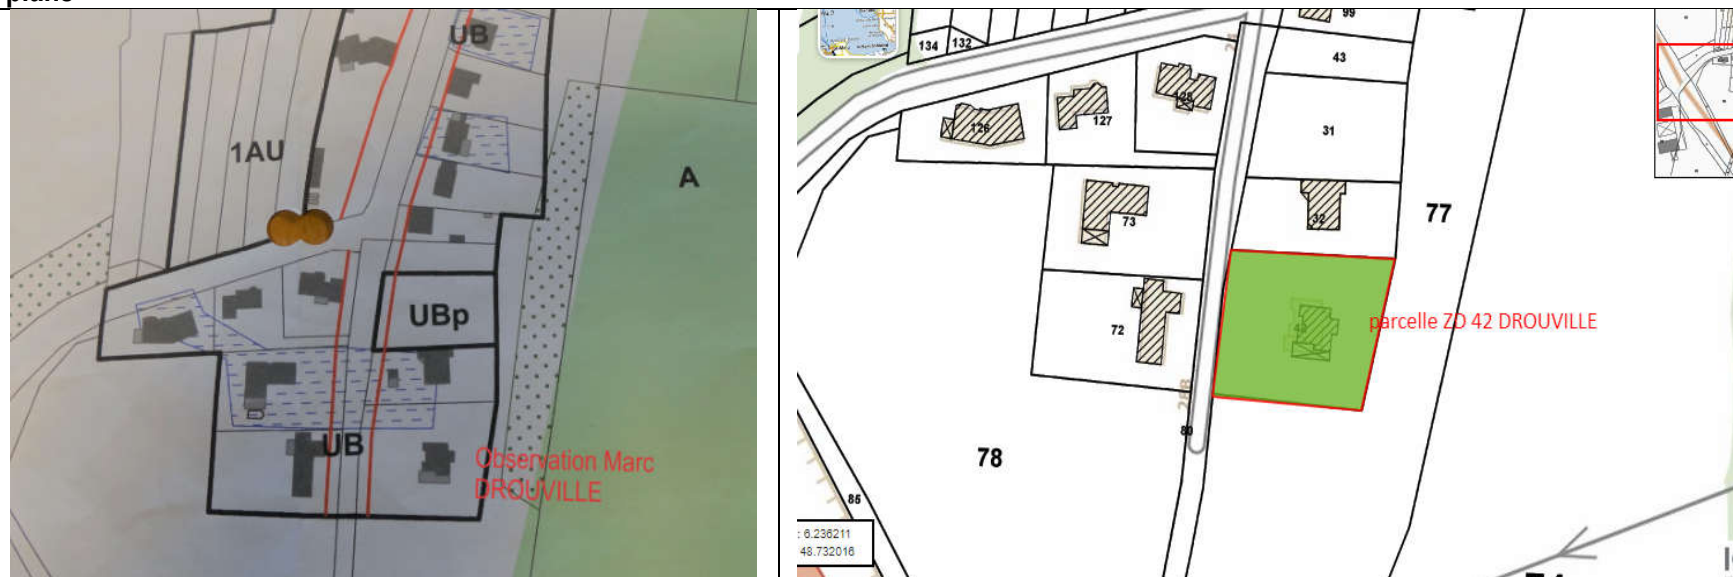 plans
UB
1AU
A
UBp
UB
Observation Marc
DROUVILLE
99
134
132
43
128
126
127
31
77
73
32
72
parcelle ZD 42 DROUVILLE
42
80
78
85
: 6.236211
48.732016